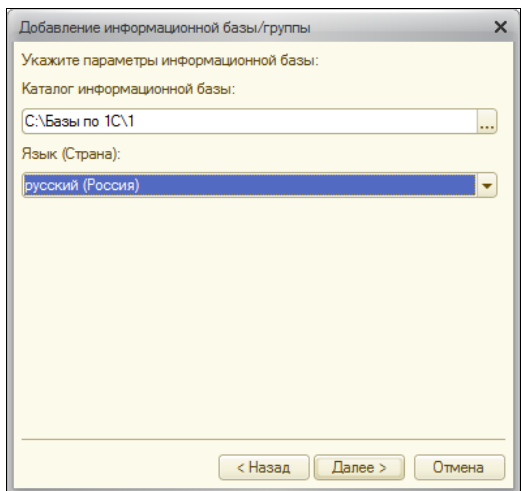 Добавление информационной базы/группы
Укажите параметры информационной базы:
Каталог информационной базы:
C:\Базы по 1С\1
...
Язык (Страна):
русский (Россия)
< Назад
Далее >
Отмена